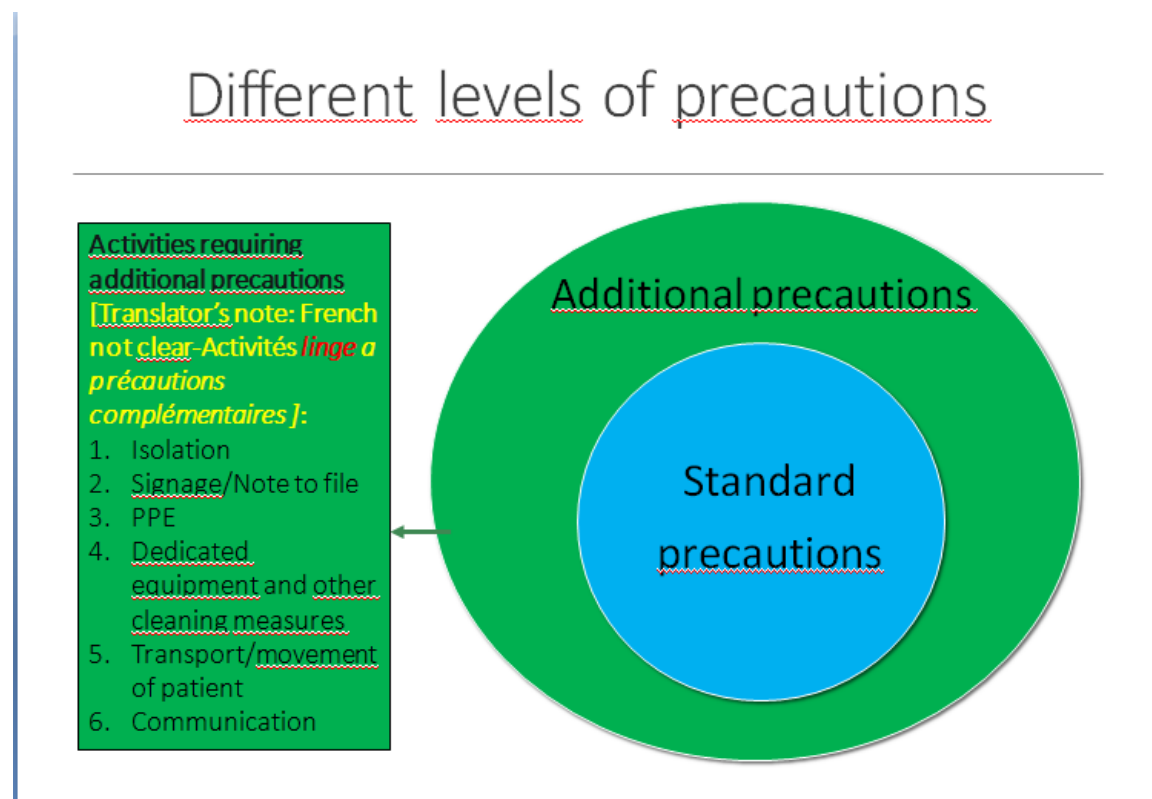 Different levels of precautions
Activities requiring
additional precautions
[Translator's note: French
not clear-Activités linge a
précautions
complémentaires ]:
1. Isolation
2. Signage/Note to file
3. PPE
4. Dedicated
equipment and other
cleaning measures
5. Transport/movement
of patient
6. Communication
Additional precautions
Standard
precautions